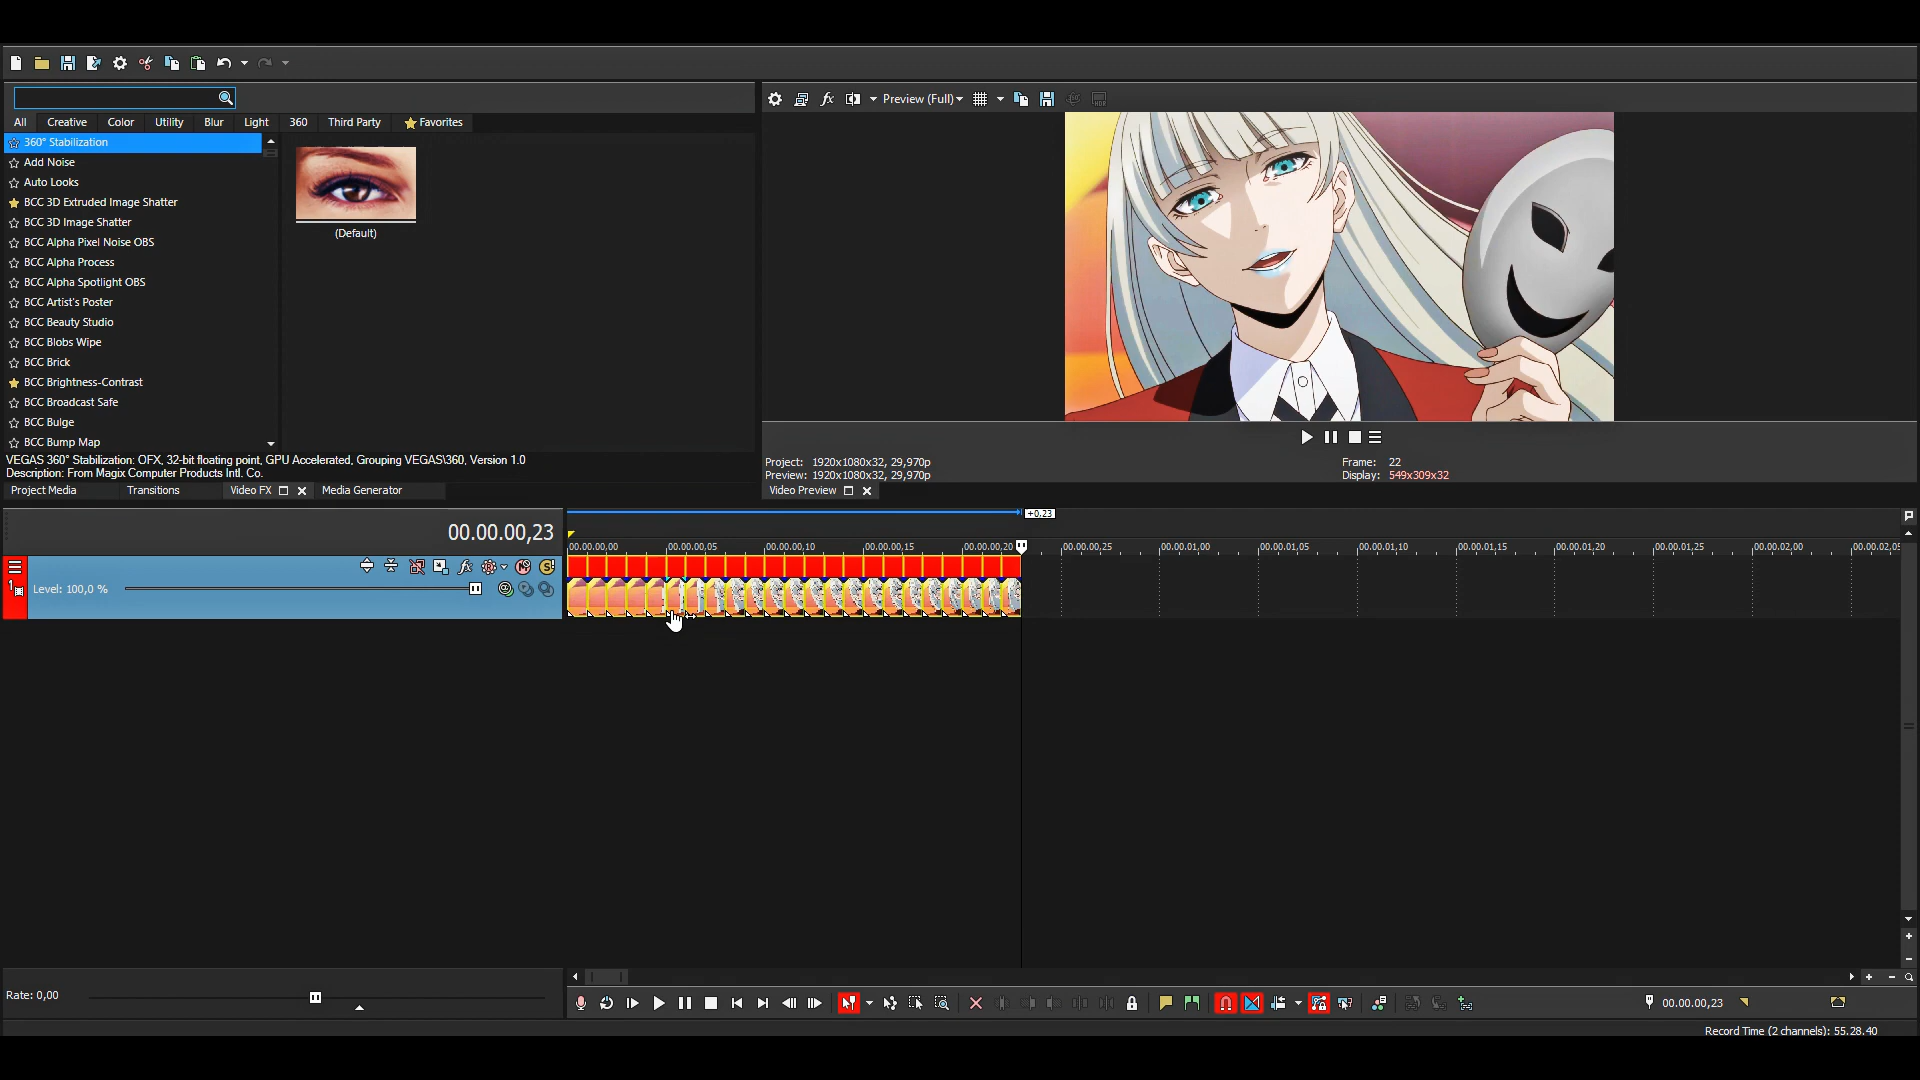 Preview (Full)
All Creative Color Utility Blur Light 360 Third Party Favorites
360° Stabilization
Add Noise
Auto Looks
BCC 3D Extruded Image Shatter
BCC 3D Image Shatter
BCC Alpha Pixel Noise OBS
BCC Alpha Process
BCC Alpha Spotlight OBS
BCC Artist's Poster
BCC Beauty Studio
BCC Blobs Wipe
BCC Brick
BCC Brightness-Contrast
BCC Broadcast Safe
BCC Bulge
BCC Bump Map
(Default)
VEGAS 360° Stabilization: OFX, 32-bit floating point, GPU Accelerated, Grouping VEGAS\360, Version 1.0
Description: From Magix Computer Products Intl. Co.
Project Media Transitions Video FX Media Generator
Project: 1920x1080x32, 29,970p
Preview: 1920x1080x32, 29,970p
Frame: 22
Display: 549x309x32
Video Preview
00.00.00,23
+0.23
00.00.00,00 00.00.00,05 00.00.00,10 00.00.00,15 00.00.00,20 00.00.00,25 00.00.01,00 00.00.01,05 00.00.01,10 00.00.01,15 00.00.01,20 00.00.01,25 00.00.02,00 00.00.02,05
1
Level: 100,0 %
Rate: 0,00
00.00.00,23
Record Time (2 channels): 55.28.40